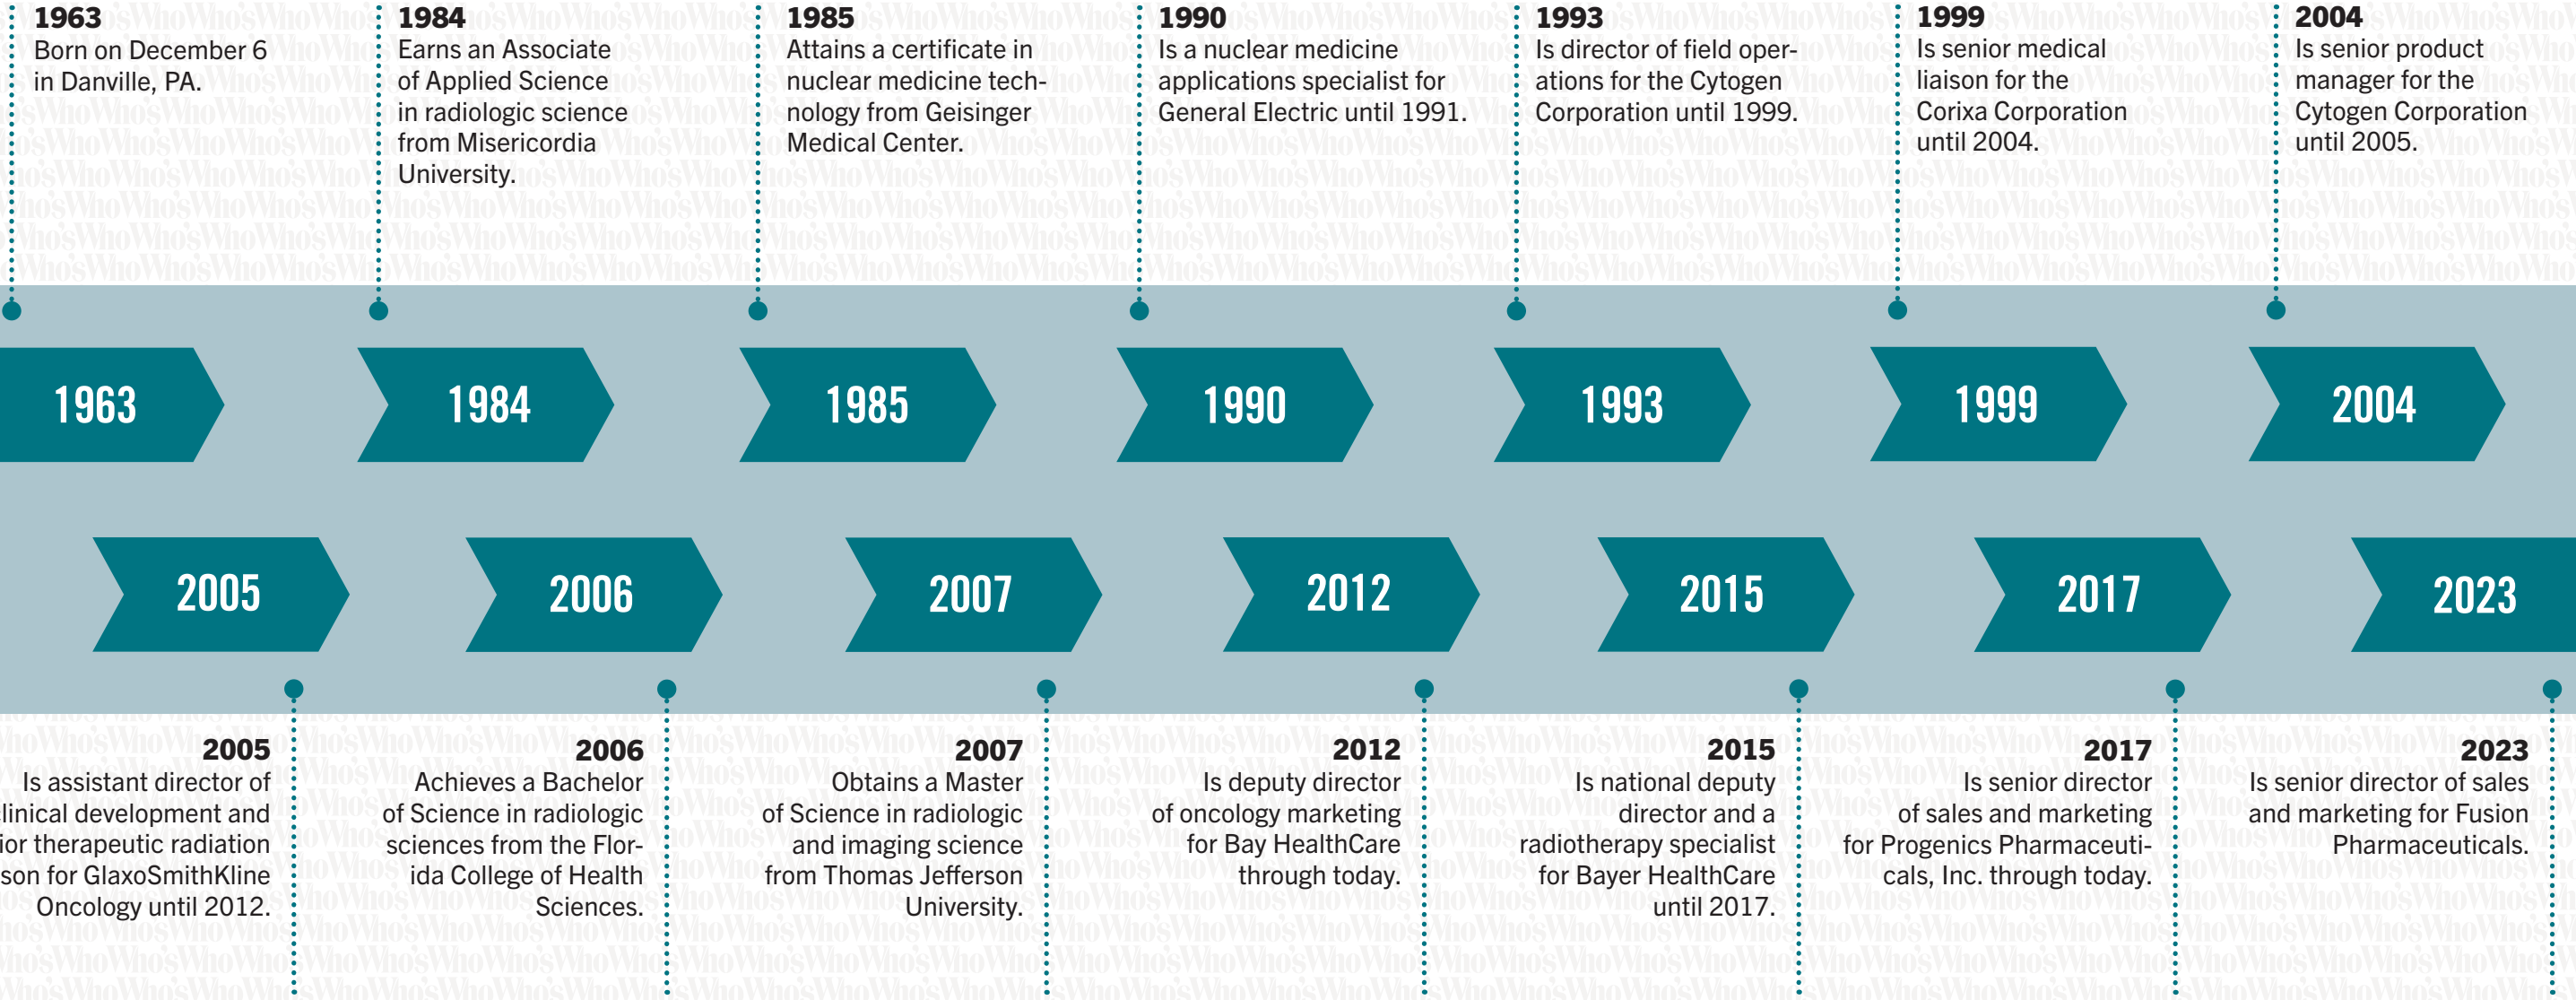 1963
Born on December 6
in Danville, PA.
1984
Earns an Associate
of Applied Science
in radiologic science
from Misericordia
University.
1985
Attains a certificate in
nuclear medicine tech-
nology from Geisinger
Medical Center.
1990
Is a nuclear medicine
applications specialist for
General Electric until 1991.
1993
Is director of field oper-
ations for the Cytogen
Corporation until 1999.
1999
Is senior medical
liaison for the
Corixa Corporation
until 2004.
2004
Is senior product
manager for the
Cytogen Corporation
until 2005.
1963
1984
1985
1990
1993
1999
2004
2005
2006
2007
2012
2015
2017
2023
2005
Is assistant director of
linical development and
ior therapeutic radiation
son for GlaxoSmithKline
Oncology until 2012.
2006
Achieves a Bachelor
of Science in radiologic
sciences from the Flor-
ida College of Health
Sciences.
2007
Obtains a Master
of Science in radiologic
and imaging science
from Thomas Jefferson
University.
2012
Is deputy director
of oncology marketing
for Bay HealthCare
through today.
2015
Is national deputy
director and a
radiotherapy specialist
for Bayer HealthCare
until 2017.
2017
Is senior director
of sales and marketing
for Progenics Pharmaceuti-
cals, Inc. through today.
2023
Is senior director of sales
and marketing for Fusion
Pharmaceuticals.